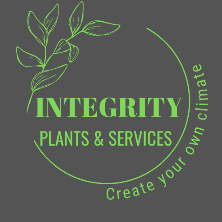 INTEGRITY
PLANTS & SERVICES
Create your own climate